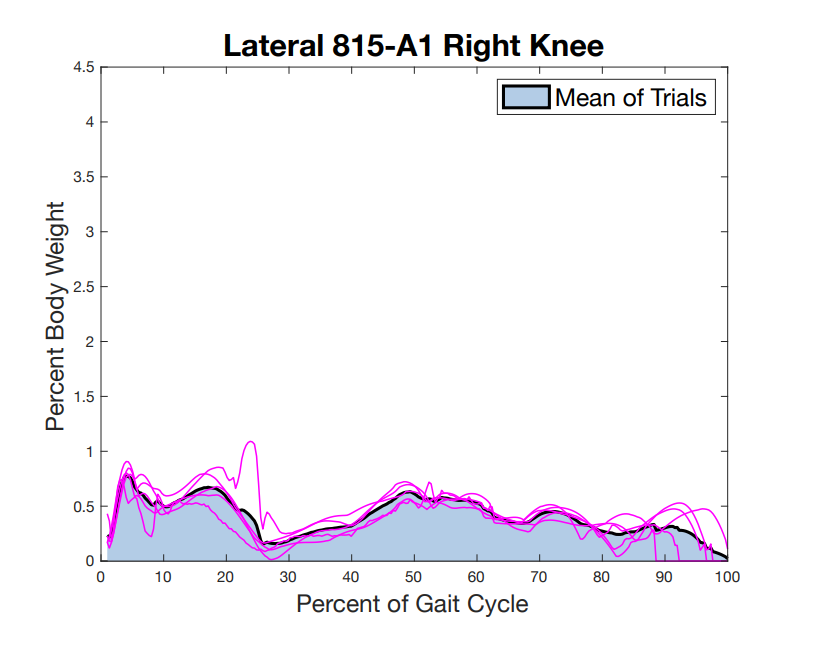 Lateral 815-A1 Right Knee
Mean of Trials
Percent Body Weight
4.5
4
3.5
3
2.5
2
1.5
1
0.5
0
0 10 20 30 40 50 60 70 80 90 100
Percent of Gait Cycle